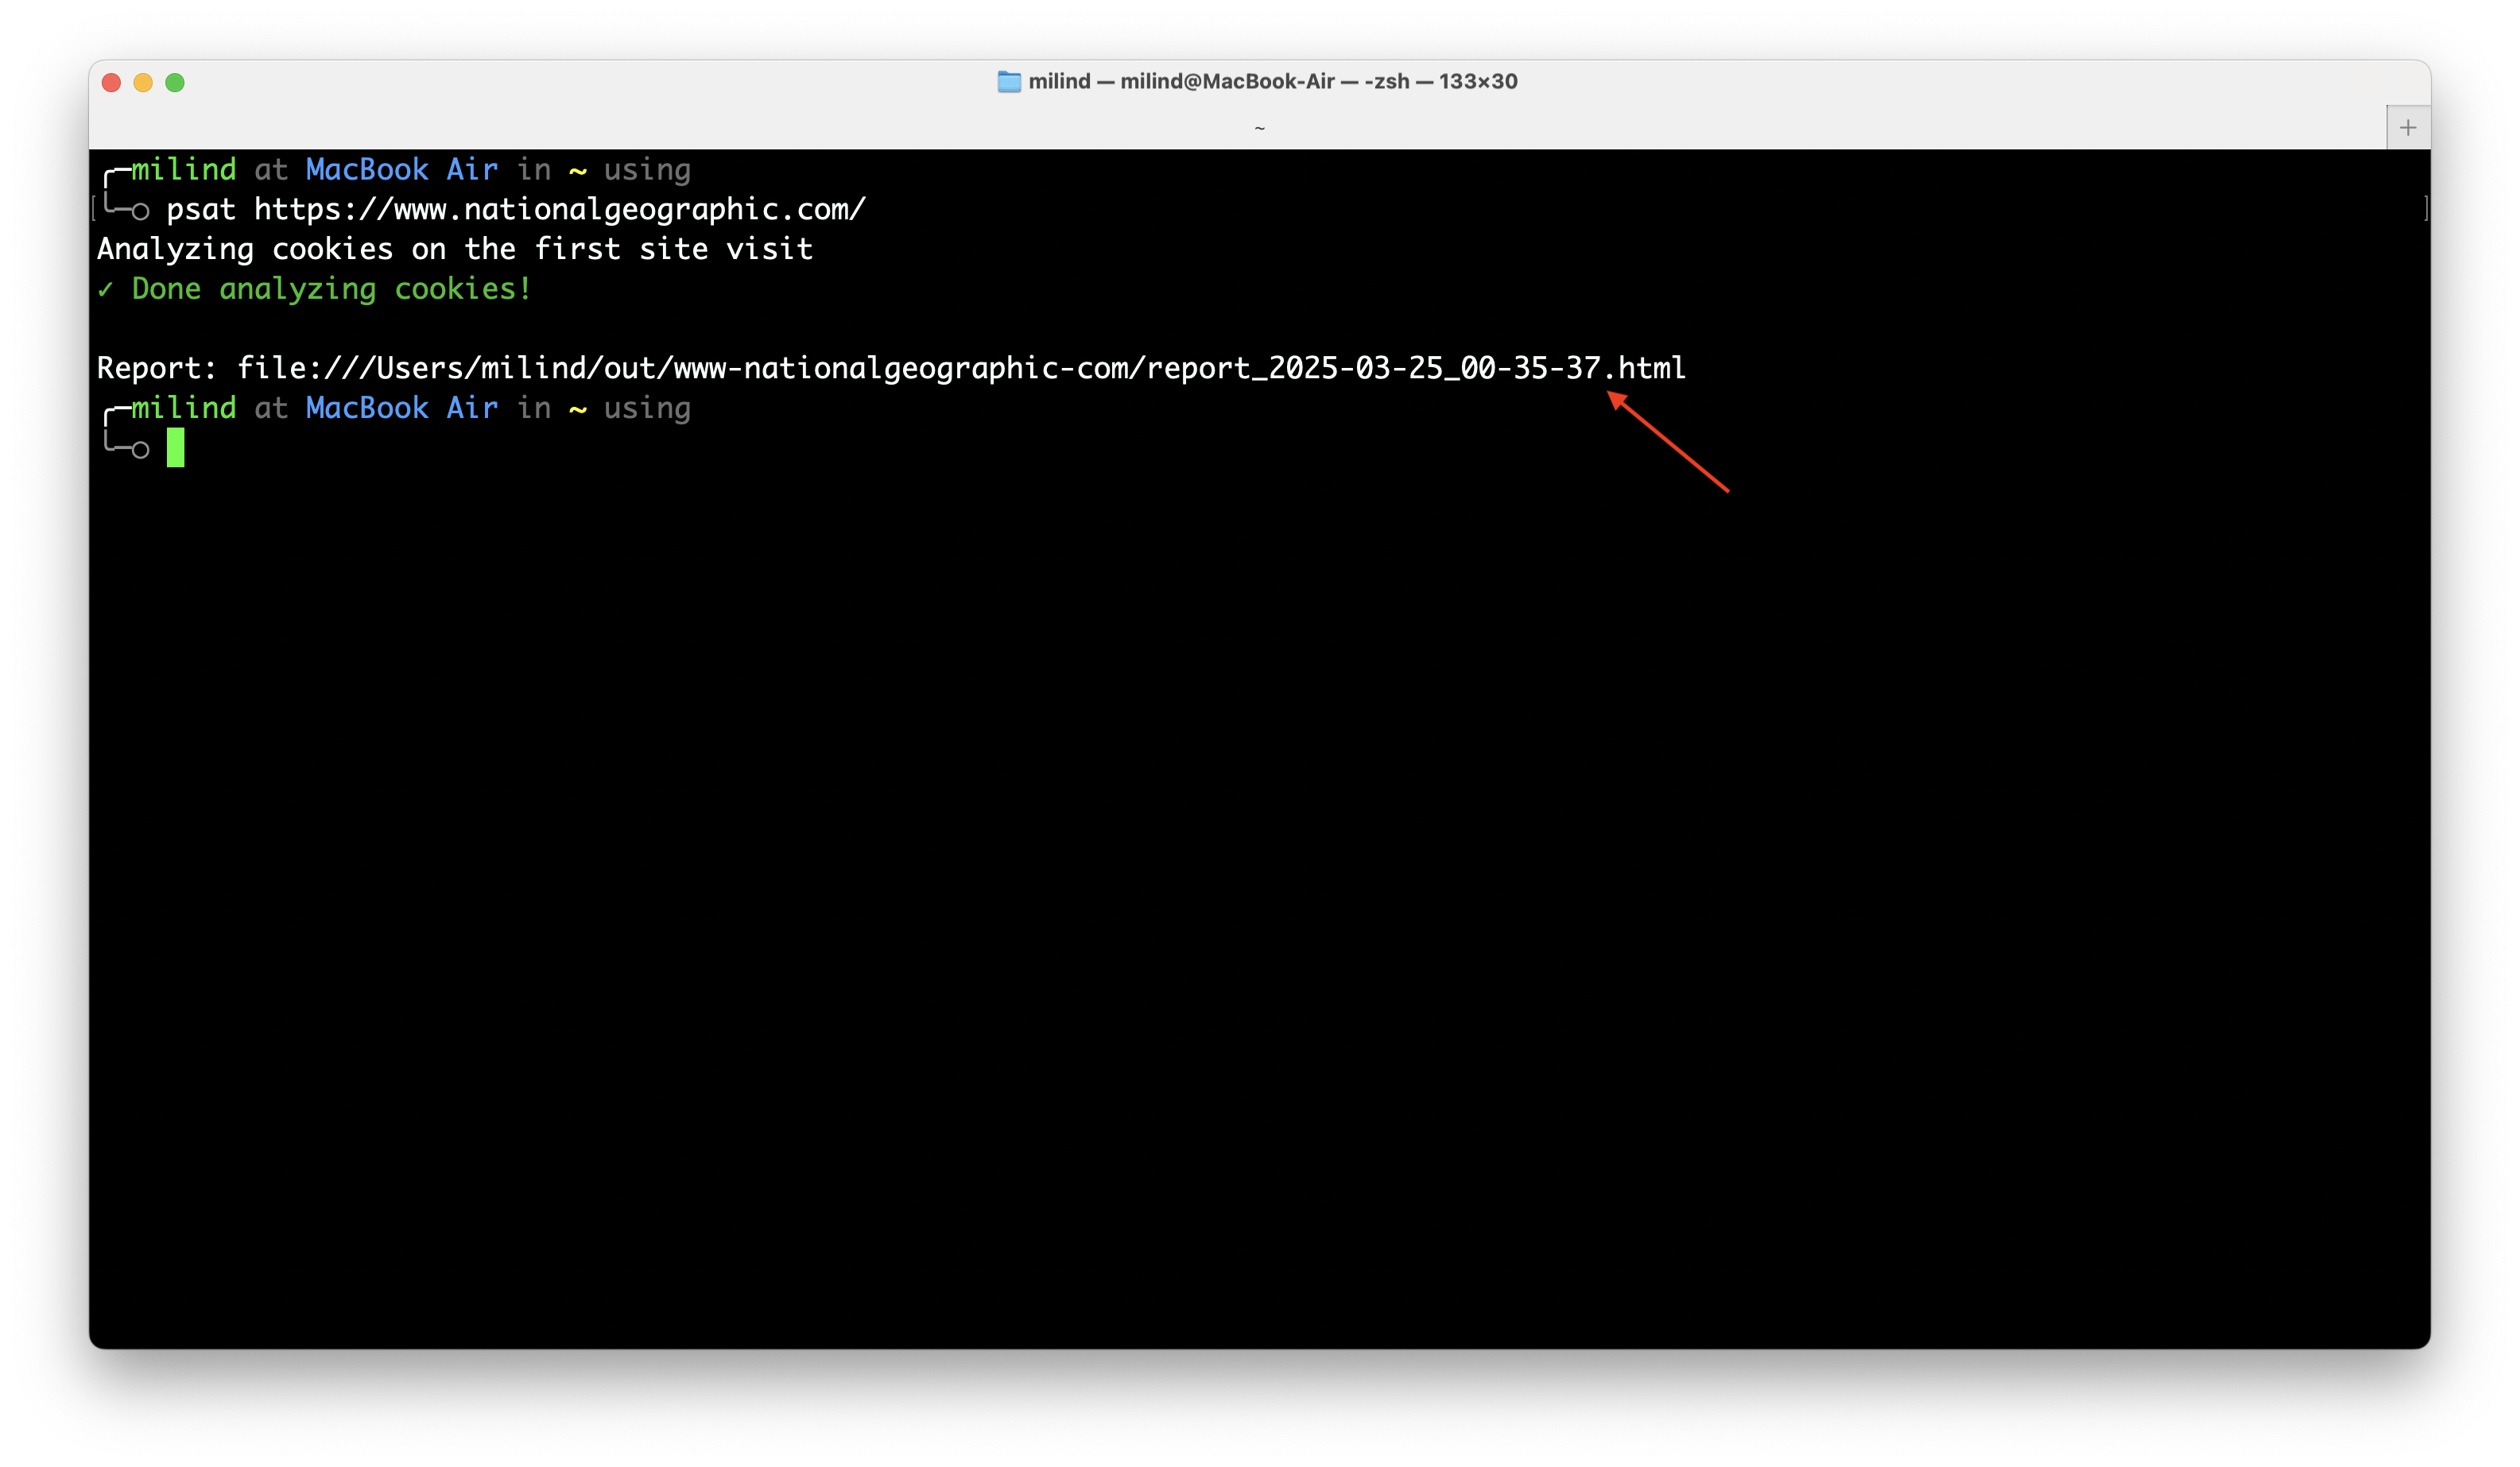 milind — milind@MacBook-Air — -zsh — 133×30
~
milind at MacBook Air in ~ using
psat https://www.nationalgeographic.com/
Analyzing cookies on the first site visit
✓ Done analyzing cookies!
Report: file:///Users/milind/out/www-nationalgeographic-com/report_2025-03-25_00-35-37.html
milind at MacBook Air in ~ using